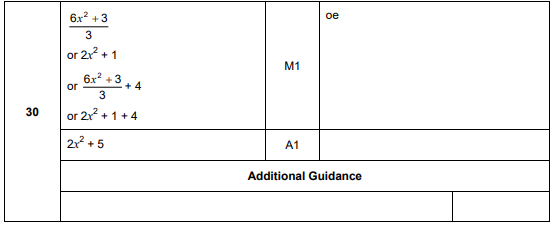 30
6x² + 3
3
or 2x² + 1
or 6x² + 3 + 4
3
or 2x² + 1 + 4
M1
oe
2x² + 5
A1
Additional Guidance